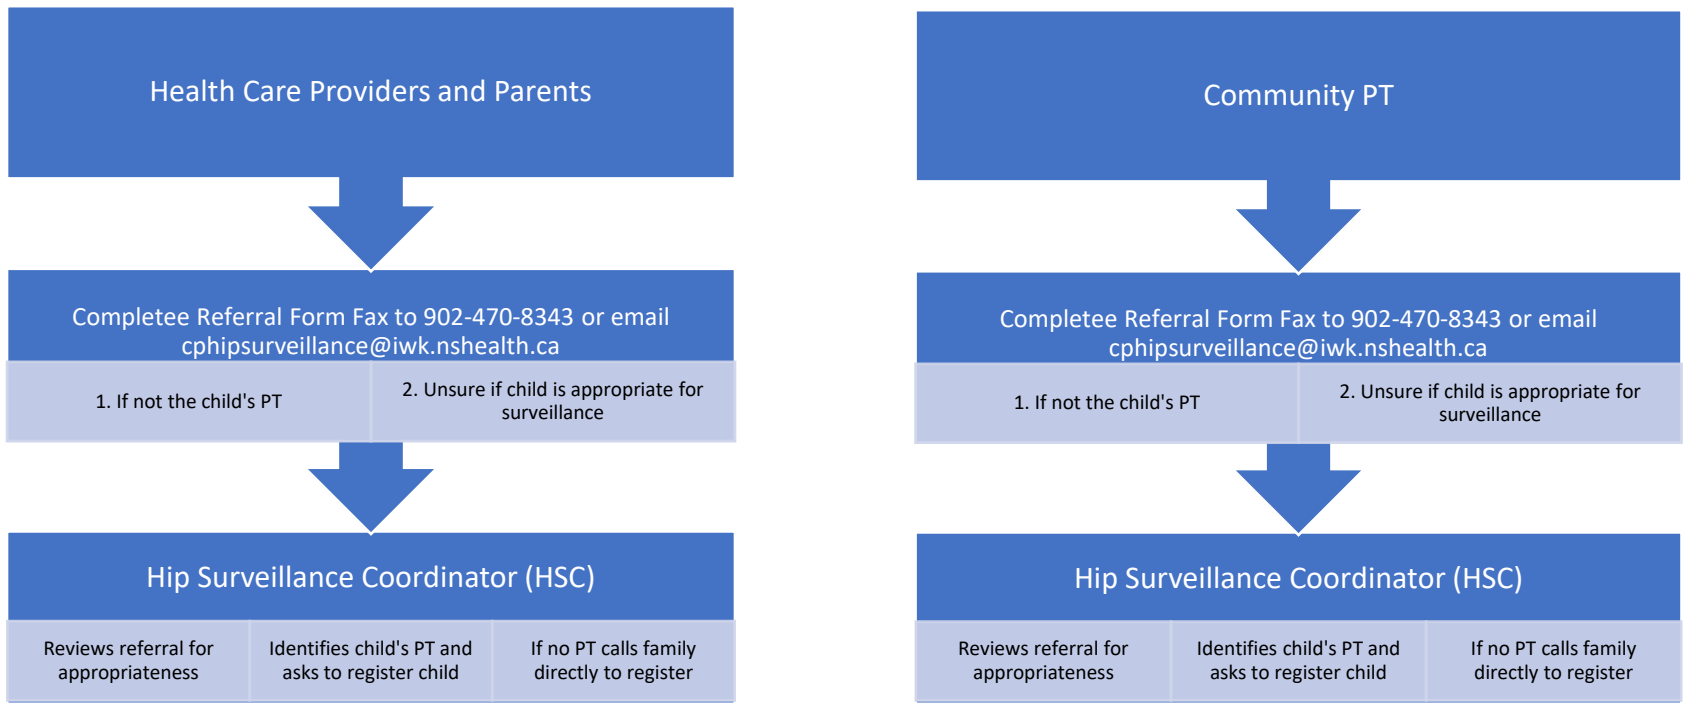 Health Care Providers and Parents
Completee Referral Form Fax to 902-470-8343 or email
cphipsurveillance@iwk.nshealth.ca
1. If not the child's PT
2. Unsure if child is appropriate for
surveillance
Hip Surveillance Coordinator (HSC)
Reviews referral for
appropriateness
Identifies child's PT and
asks to register child
If no PT calls family
directly to register
Community PT
Completee Referral Form Fax to 902-470-8343 or email
cphipsurveillance@iwk.nshealth.ca
1. If not the child's PT
2. Unsure if child is appropriate for
surveillance
Hip Surveillance Coordinator (HSC)
Reviews referral for
appropriateness
Identifies child's PT and
asks to register child
If no PT calls family
directly to register